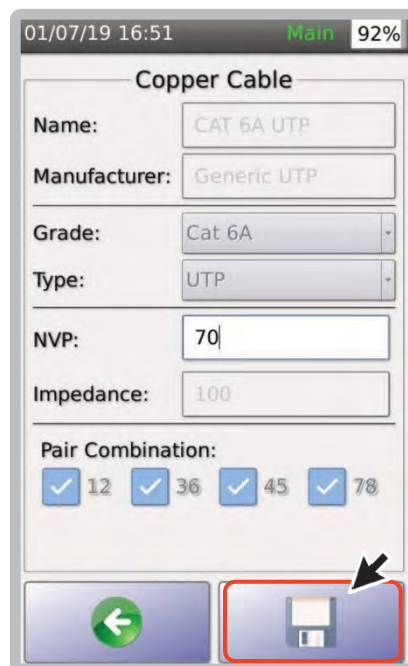 01/07/19 16:51 Main 92%
Copper Cable
Name: CAT 6A UTP
Manufacturer: Generic UTP
Grade: Cat 6A
Type: UTP
NVP: 70
Impedance: 100
Pair Combination:
12 36 45 78